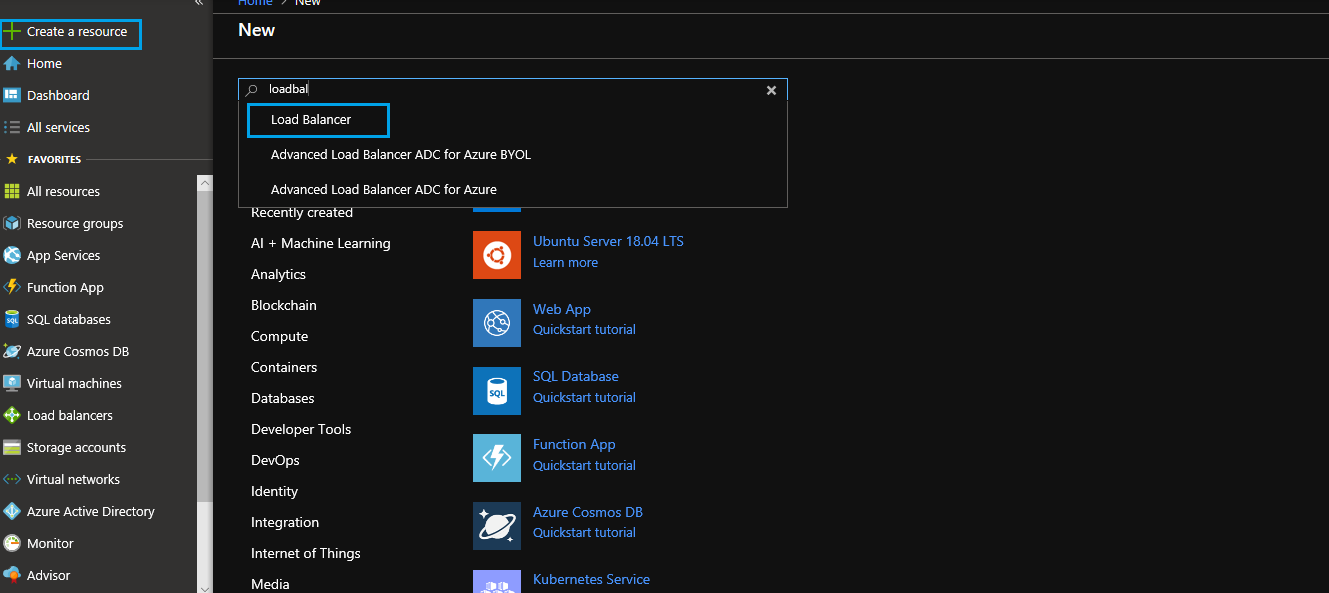 Home > New
New
Create a resource
Home
Dashboard
All services
FAVORITES
All resources
Resource groups
App Services
Function App
SQL databases
Azure Cosmos DB
Virtual machines
Load balancers
Storage accounts
Virtual networks
Azure Active Directory
Monitor
Advisor
loadbal
Load Balancer
Advanced Load Balancer ADC for Azure BYOL
Advanced Load Balancer ADC for Azure
Recently created
AI + Machine Learning
Analytics
Blockchain
Compute
Containers
Databases
Developer Tools
DevOps
Identity
Integration
Internet of Things
Media
Ubuntu Server 18.04 LTS
Learn more
Web App
Quickstart tutorial
SQL
SQL Database
Quickstart tutorial
Function App
Quickstart tutorial
Azure Cosmos DB
Quickstart tutorial
Kubernetes Service